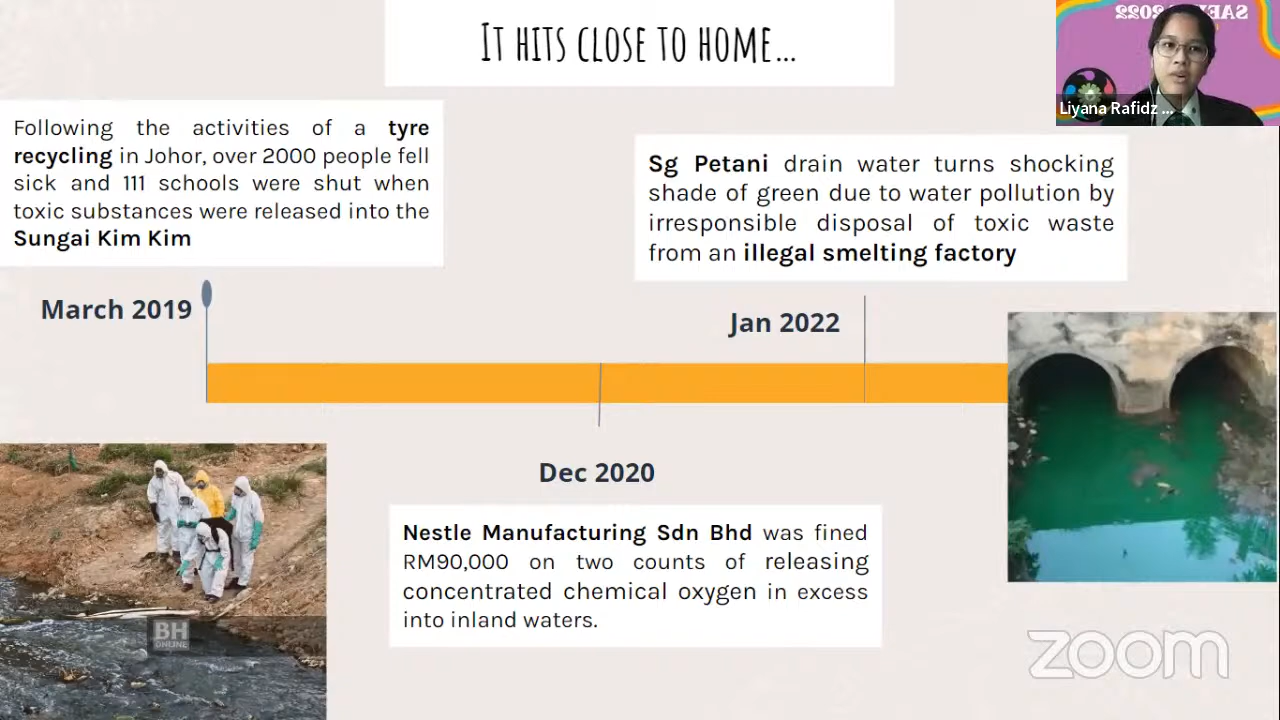 It hits close to home...
SAEYC 2022
Liyana Rafidz ...
Following the activities of a tyre
recycling in Johor, over 2000 people fell
sick and 111 schools were shut when
toxic substances were released into the
Sungai Kim Kim
Sg Petani drain water turns shocking
shade of green due to water pollution by
irresponsible disposal of toxic waste
from an illegal smelting factory
March 2019
Jan 2022
Dec 2020
Nestle Manufacturing Sdn Bhd was fined
RM90,000 on two counts of releasing
concentrated chemical oxygen in excess
into inland waters.
BH
ONLINE
zoom